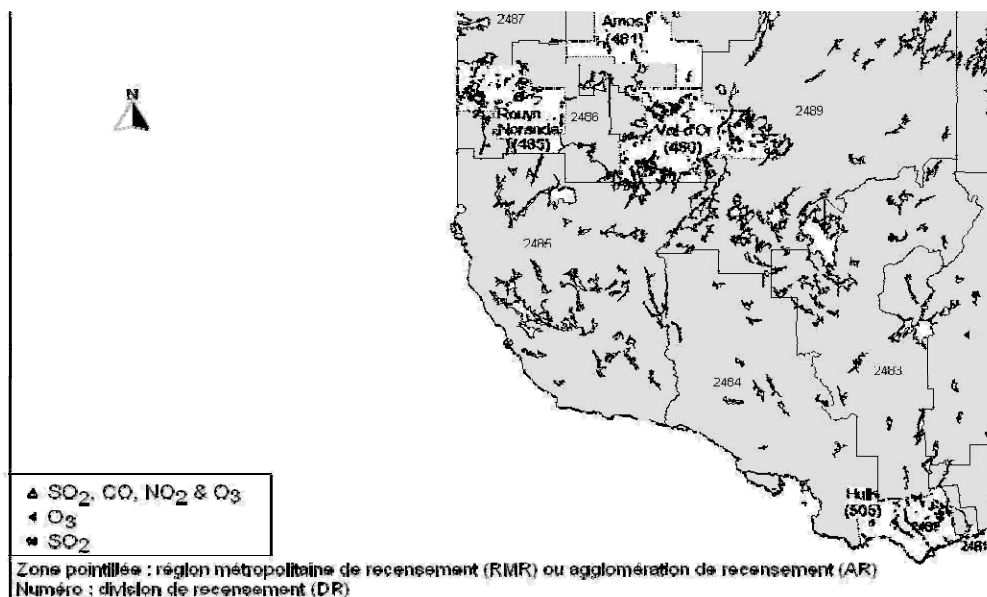 2487
Amos
(481)
N
2489
Rouyn
Noranda
(485)
2486
Val-d'Or
(480)
2485
2484
2483
SO2, CO, NO2 & O3
O3
SO2
Hull
(505)
2481
Zone pointillée : région métropolitaine de recensement (RMR) ou agglomération de recensement (AR)
Numéro : division de recensement (DR)